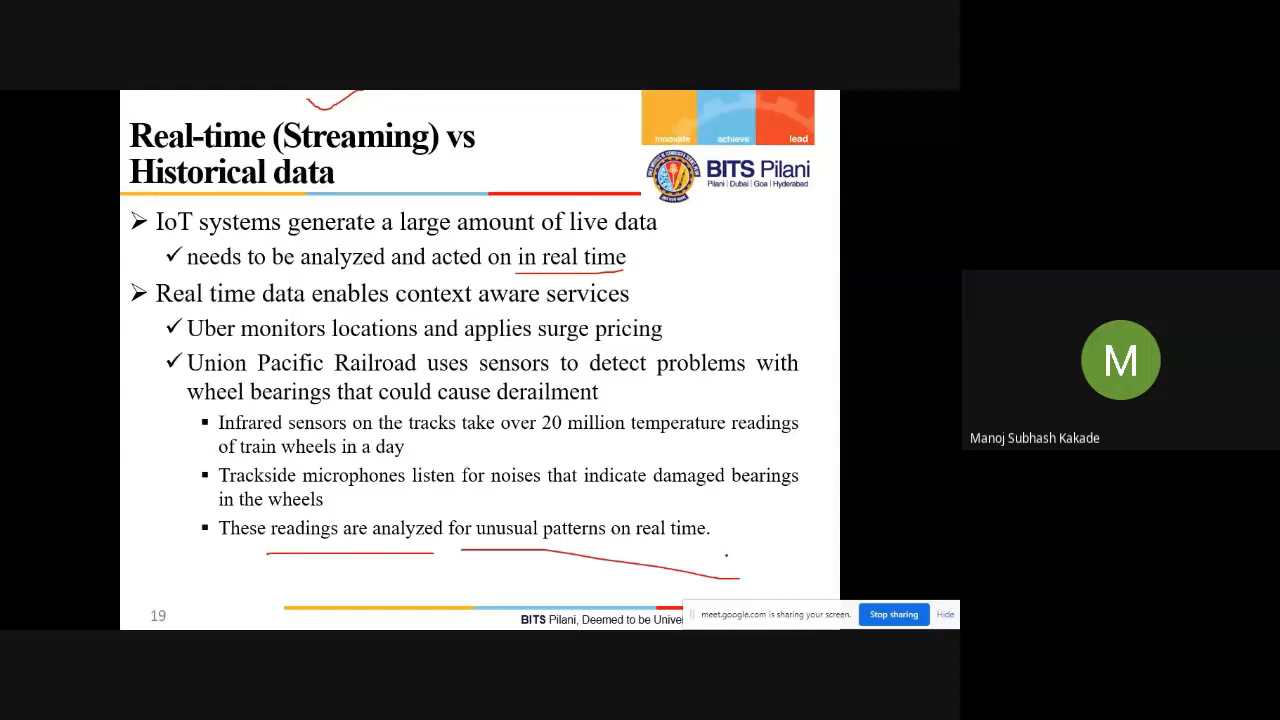 innovate achieve lead
Real-time (Streaming) vs
Historical data
BITS Pilani
Pilani | Dubai | Goa | Hyderabad
➢ IoT systems generate a large amount of live data
✓ needs to be analyzed and acted on in real time
➢ Real time data enables context aware services
✓ Uber monitors locations and applies surge pricing
✓ Union Pacific Railroad uses sensors to detect problems with
wheel bearings that could cause derailment
▪ Infrared sensors on the tracks take over 20 million temperature readings
of train wheels in a day
▪ Trackside microphones listen for noises that indicate damaged bearings
in the wheels
▪ These readings are analyzed for unusual patterns on real time.
19
BITS Pilani, Deemed to be Unive
meet.google.com is sharing your screen. Stop sharing Hide
M
Manoj Subhash Kakade